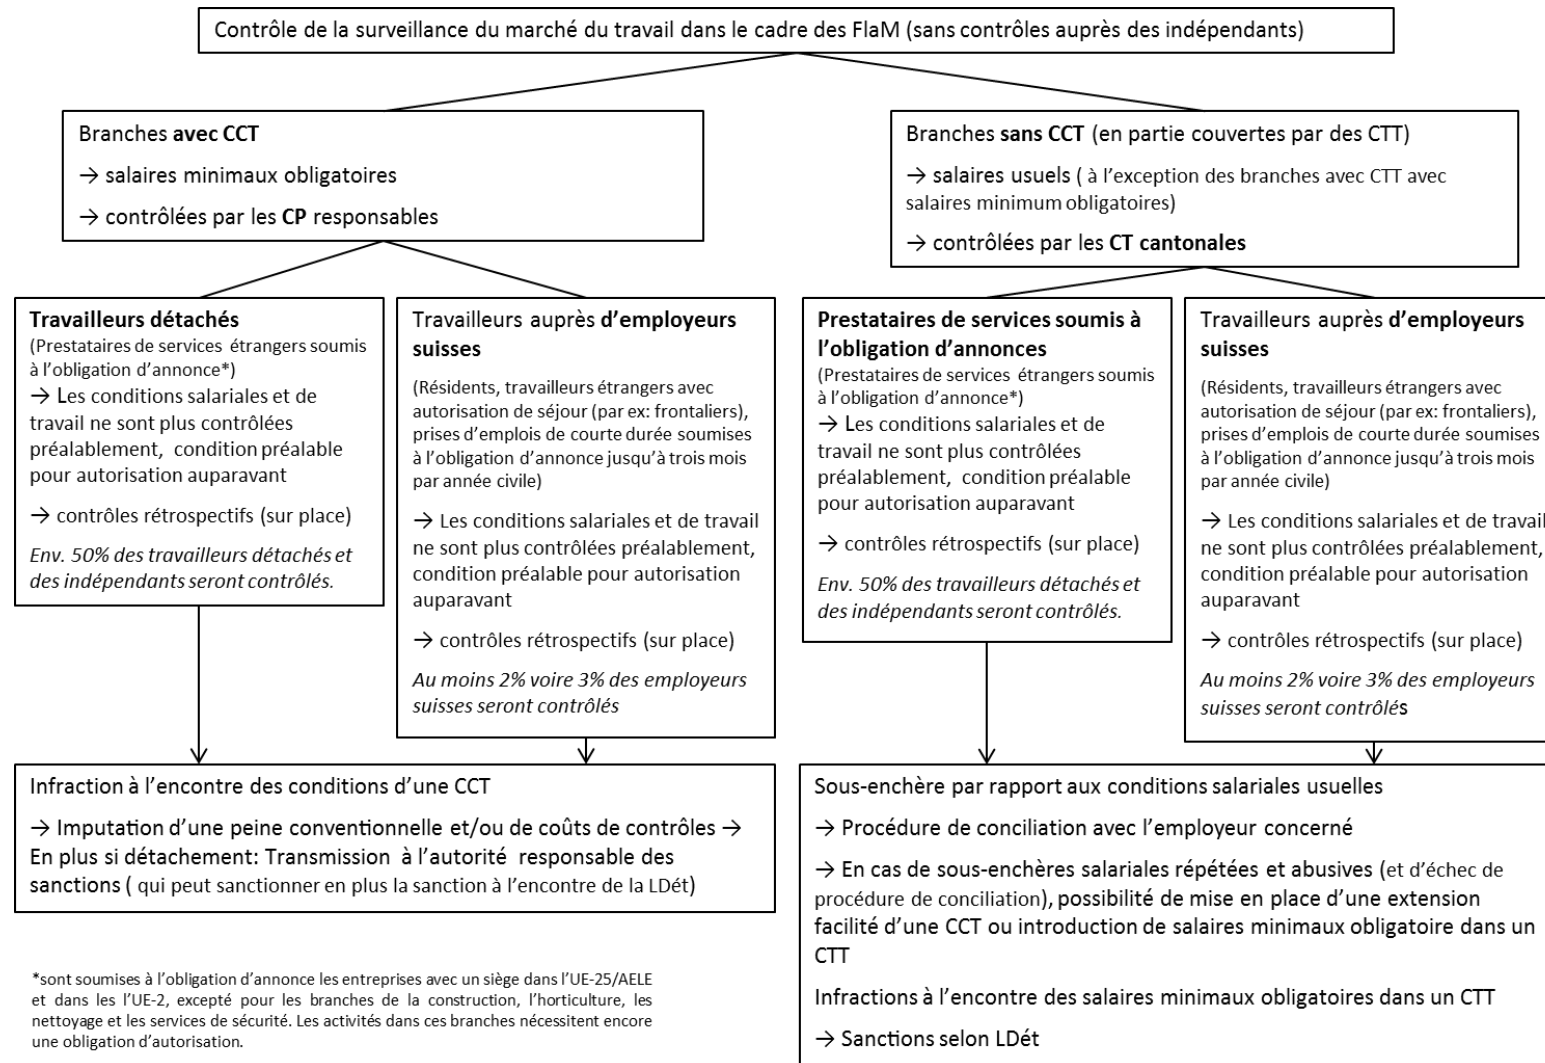 Contrôle de la surveillance du marché du travail dans le cadre des FlaM (sans contrôles auprès des indépendants)
Branches avec CCT
→ salaires minimaux obligatoires
→ contrôlées par les CP responsables
Branches sans CCT (en partie couvertes par des CTT)
→ salaires usuels ( à l’exception des branches avec CTT avec
salaires minimum obligatoires)
→ contrôlées par les CT cantonales
Travailleurs détachés
(Prestataires de services étrangers soumis
à l’obligation d’annonce*)
→ Les conditions salariales et de
travail ne sont plus contrôlées
préalablement, condition préalable
pour autorisation auparavant
→ contrôles rétrospectifs (sur place)
Env. 50% des travailleurs détachés et
des indépendants seront contrôlés.
Travailleurs auprès d’employeurs
suisses
(Résidents, travailleurs étrangers avec
autorisation de séjour (par ex: frontaliers),
prises d’emplois de courte durée soumises
à l’obligation d’annonce jusqu’à trois mois
par année civile)
→ Les conditions salariales et de travail
ne sont plus contrôlées préalablement,
condition préalable pour autorisation
auparavant
→ contrôles rétrospectifs (sur place)
Au moins 2% voire 3% des employeurs
suisses seront contrôlés
Prestataires de services soumis à
l’obligation d’annonces
(Prestataires de services étrangers soumis
à l’obligation d’annonce*)
→ Les conditions salariales et de
travail ne sont plus contrôlées
préalablement, condition préalable
pour autorisation auparavant
→ contrôles rétrospectifs (sur place)
Env. 50% des travailleurs détachés et
des indépendants seront contrôlés.
Travailleurs auprès d’employeurs
suisses
(Résidents, travailleurs étrangers avec
autorisation de séjour (par ex: frontaliers),
prises d’emplois de courte durée soumises
à l’obligation d’annonce jusqu’à trois mois
par année civile)
→ Les conditions salariales et de travail
ne sont plus contrôlées préalablement,
condition préalable pour autorisation
auparavant
→ contrôles rétrospectifs (sur place)
Au moins 2% voire 3% des employeurs
suisses seront contrôlés
Infraction à l’encontre des conditions d’une CCT
→ Imputation d’une peine conventionnelle et/ou de coûts de contrôles →
En plus si détachement: Transmission à l’autorité responsable des
sanctions ( qui peut sanctionner en plus la sanction à l’encontre de la LDét)
Sous-enchère par rapport aux conditions salariales usuelles
→ Procédure de conciliation avec l’employeur concerné
→ En cas de sous-enchères salariales répétées et abusives (et d’échec de
procédure de conciliation), possibilité de mise en place d’une extension
facilité d’une CCT ou introduction de salaires minimaux obligatoire dans un
CTT
Infractions à l’encontre des salaires minimaux obligatoires dans un CTT
→ Sanctions selon LDét
*sont soumises à l’obligation d’annonce les entreprises avec un siège dans l’UE-25/AELE
et dans les l’UE-2, excepté pour les branches de la construction, l’horticulture, les
nettoyage et les services de sécurité. Les activités dans ces branches nécessitent encore
une obligation d’autorisation.